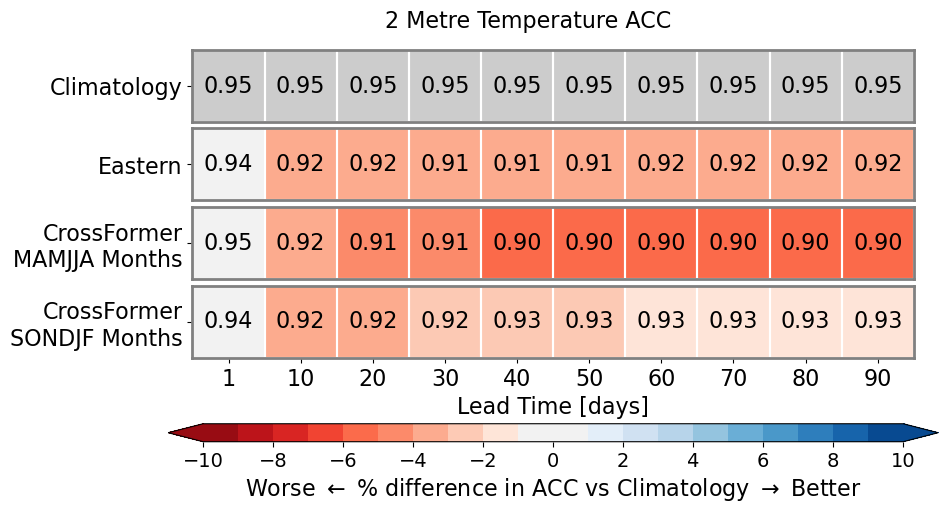 2 Metre Temperature ACC
Climatology 0.95 0.95 0.95 0.95 0.95 0.95 0.95 0.95 0.95 0.95
Eastern 0.94 0.92 0.92 0.91 0.91 0.91 0.92 0.92 0.92 0.92
CrossFormer
MAMJJA Months 0.95 0.92 0.91 0.91 0.90 0.90 0.90 0.90 0.90 0.90
CrossFormer
SONDJF Months 0.94 0.92 0.92 0.92 0.93 0.93 0.93 0.93 0.93 0.93
1 10 20 30 40 50 60 70 80 90
Lead Time [days]
−10 −8 −6 −4 −2 0 2 4 6 8 10
Worse ← % difference in ACC vs Climatology → Better